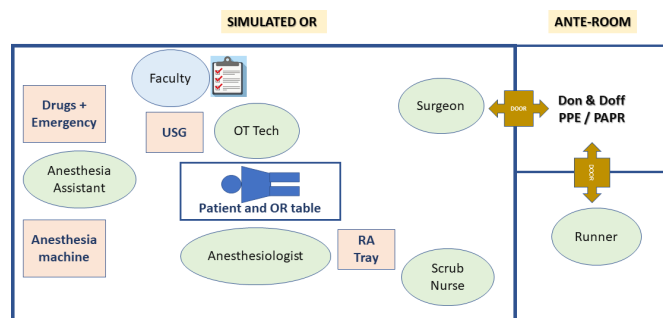 SIMULATED OR
ANTE-ROOM
Faculty
Drugs +
Emergency
USG
OT Tech
Surgeon
DOOR
Don & Doff
PPE / PAPR
DOOR
Anesthesia
Assistant
Patient and OR table
Anesthesia
machine
Anesthesiologist
RA
Tray
Scrub
Nurse
Runner